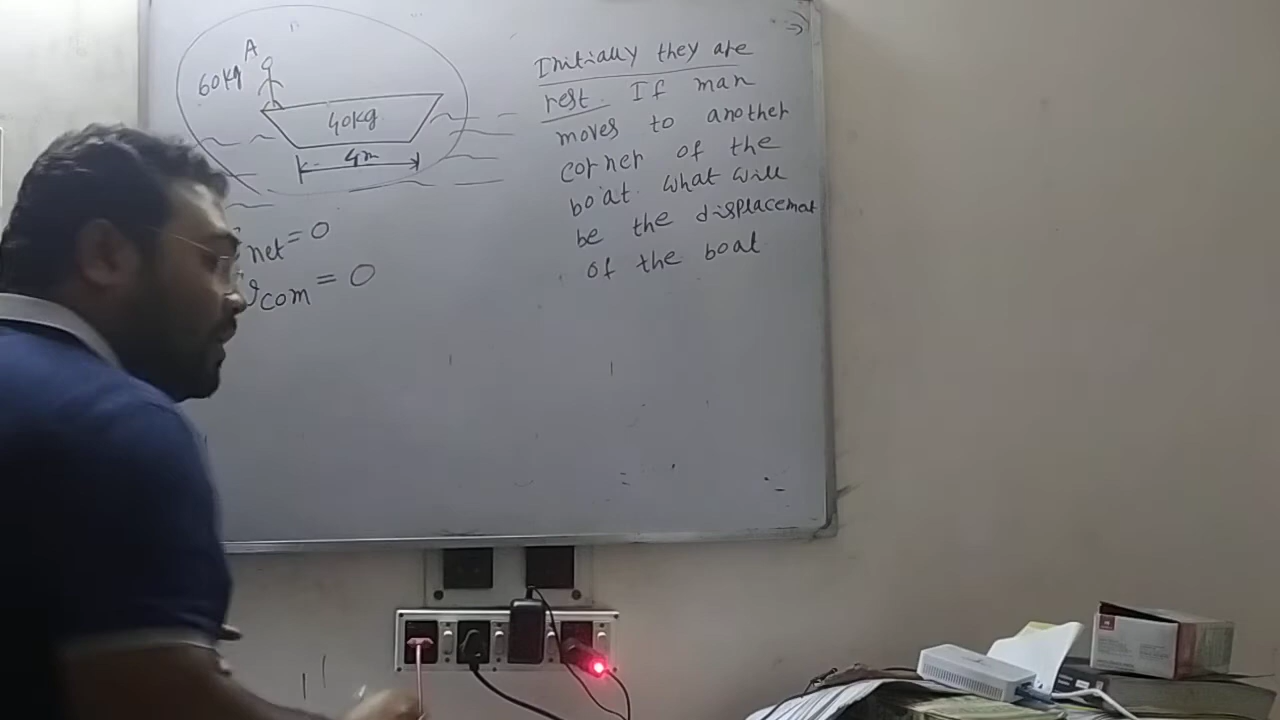 A
60kg
40kg
4m
net = 0
com = 0
Initially they are
rest. If man
moves to another
corner of the
boat. what will
be the displacement
of the boat